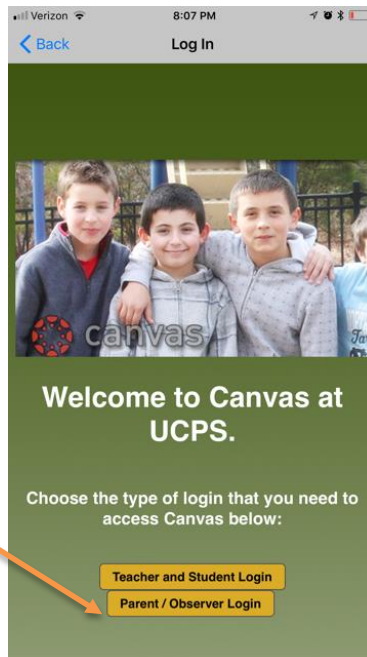 Verizon 8:07 PM
Back Log In
canvas
Welcome to Canvas at
UCPS.
Choose the type of login that you need to
access Canvas below:
Teacher and Student Login
Parent / Observer Login